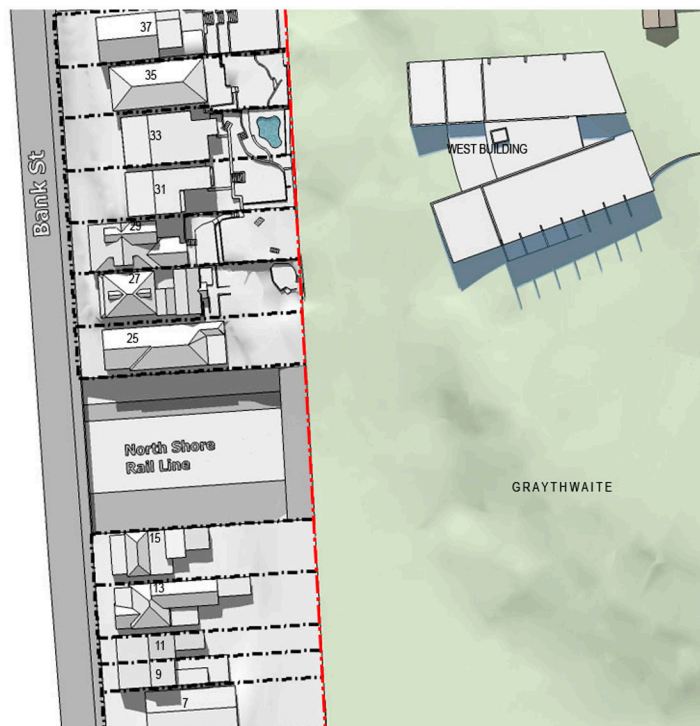 37
35
33
31
29
27
25
Bank St
WEST BUILDING
North Shore
Rail Line
GRAYTHWAITE
15
13
11
9
7